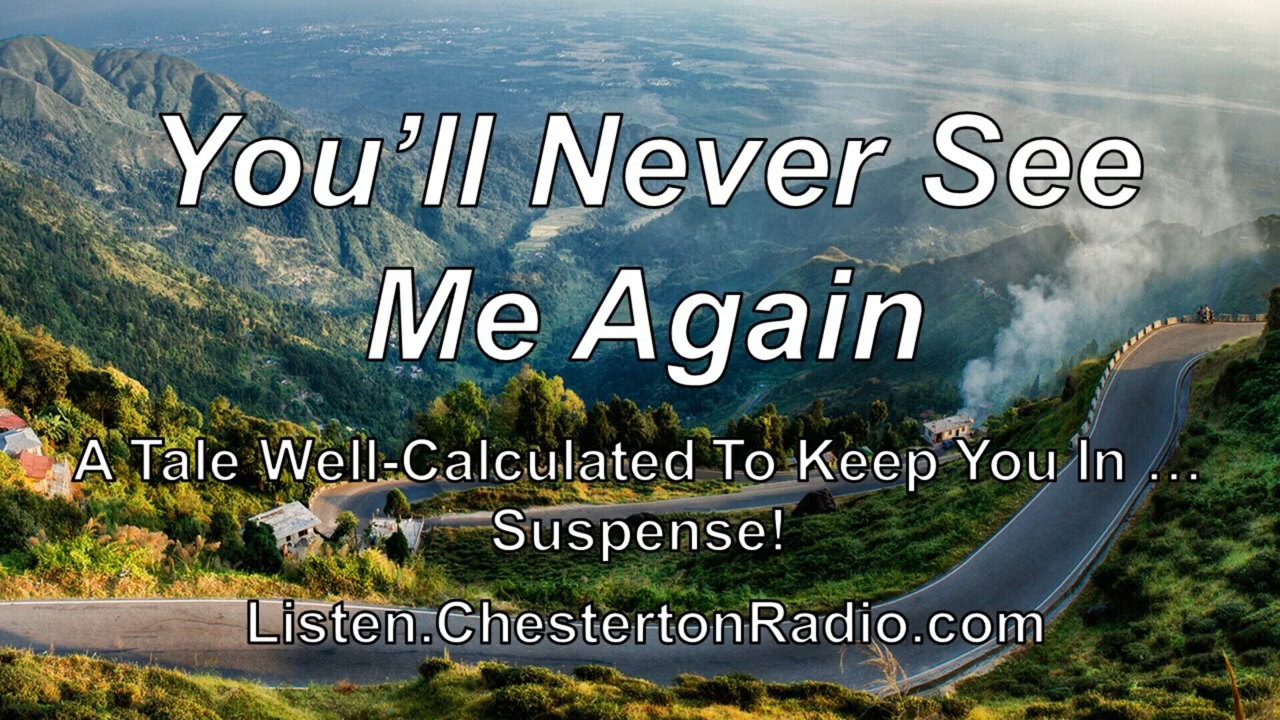 You’ll Never See
Me Again
A Tale Well-Calculated To Keep You In ...
Suspense!
Listen.ChestertonRadio.com